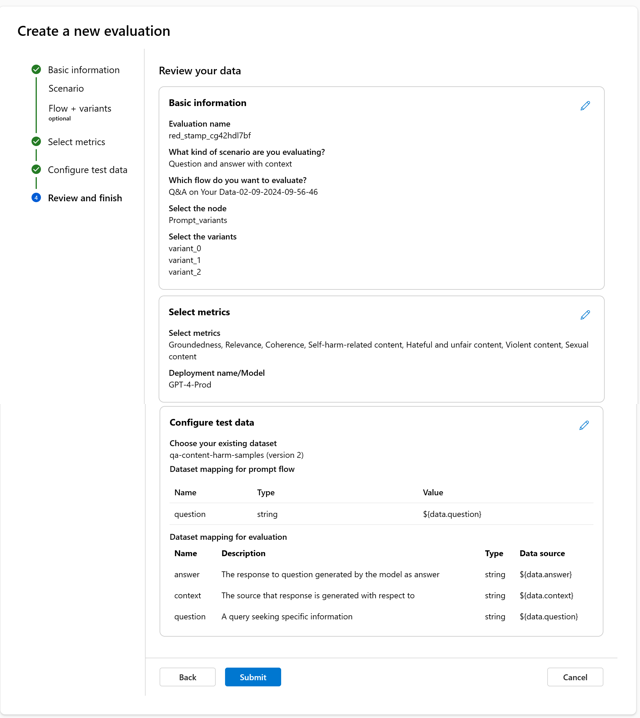 Create a new evaluation
Basic information
Scenario
Flow + variants
optional
Select metrics
Configure test data
4 Review and finish
Review your data
Basic information
Evaluation name
red_stamp_cg42hdl7bf
What kind of scenario are you evaluating?
Question and answer with context
Which flow do you want to evaluate?
Q&A on Your Data-02-09-2024-09-56-46
Select the node
Prompt_variants
Select the variants
variant_0
variant_1
variant_2
Select metrics
Select metrics
Groundedness, Relevance, Coherence, Self-harm-related content, Hateful and unfair content, Violent content, Sexual
content
Deployment name/Model
GPT-4-Prod
Configure test data
Choose your existing dataset
qa-content-harm-samples (version 2)
Dataset mapping for prompt flow
Name Type Value
question string ${data.question}
Dataset mapping for evaluation
Name Description Type Data source
answer The response to question generated by the model as answer string ${data.answer}
context The source that response is generated with respect to string ${data.context}
question A query seeking specific information string ${data.question}
Back Submit Cancel